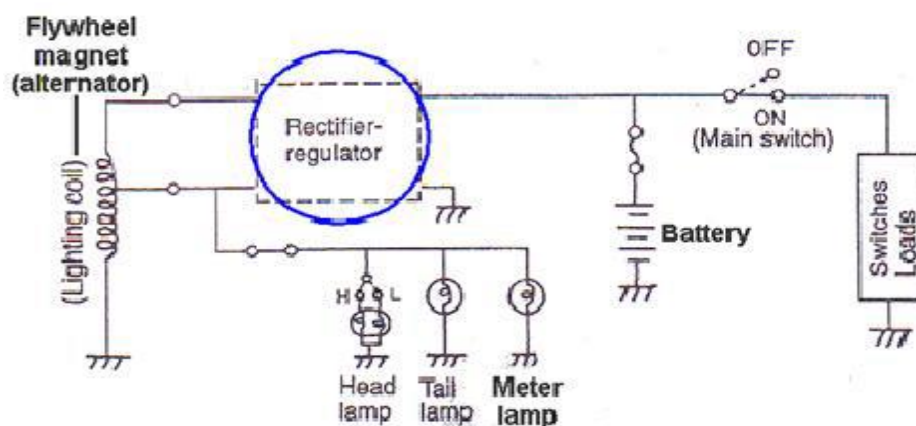 Flywheel
magnet
(alternator)
(Lighting coil)
Rectifier-
regulator
OFF
ON
(Main switch)
Battery
Switches
Loads
H
L
Head
lamp
Tail
lamp
Meter
lamp